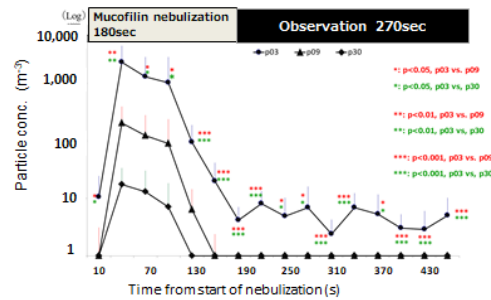 (Log)
Mucofilin nebulization
180sec
Observation 270sec
p03 p09 p30
10,000
1,000
100
10
1
Particle conc. (m-3)
*: p<0.05, p03 vs. p09
*: p<0.05, p03 vs. p30
**: p<0.01, p03 vs. p09
**: p<0.01, p03 vs, p30
***: p<0.001, p03 vs. p09
***: p<0.001, p03 vs. p30
** ** * * * * *** *** *** *** * *** *** *** *** *** * * * * *** *** *** *** * * *** *** *** *** *** ***
10 70 130 190 250 310 370 430
Time from start of nebulization (s)